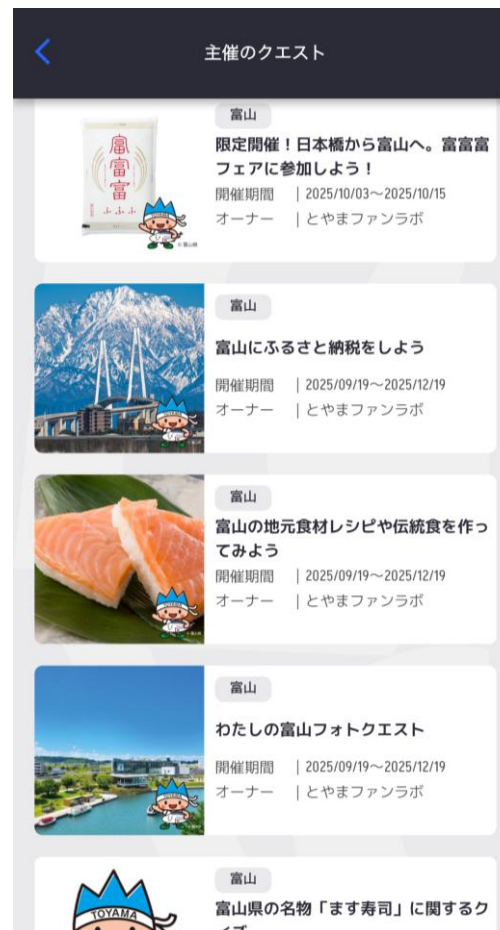 主催のクエスト
富富富
ふふふ
TOYAMA
富山
限定開催！日本橋から富山へ。富富富
フェアに参加しよう！
開催期間 | 2025/10/03〜2025/10/15
オーナー | とやまファンラボ
富山
富山にふるさと納税をしよう
開催期間 | 2025/09/19〜2025/12/19
オーナー | とやまファンラボ
TOYAMA
富山
富山の地元食材レシピや伝統食を作っ
てみよう
開催期間 | 2025/09/19〜2025/12/19
オーナー | とやまファンラボ
TOYAMA
富山
わたしの富山フォトクエスト
開催期間 | 2025/09/19〜2025/12/19
オーナー | とやまファンラボ
TOYAMA
富山
富山県の名物「ます寿司」に関するク